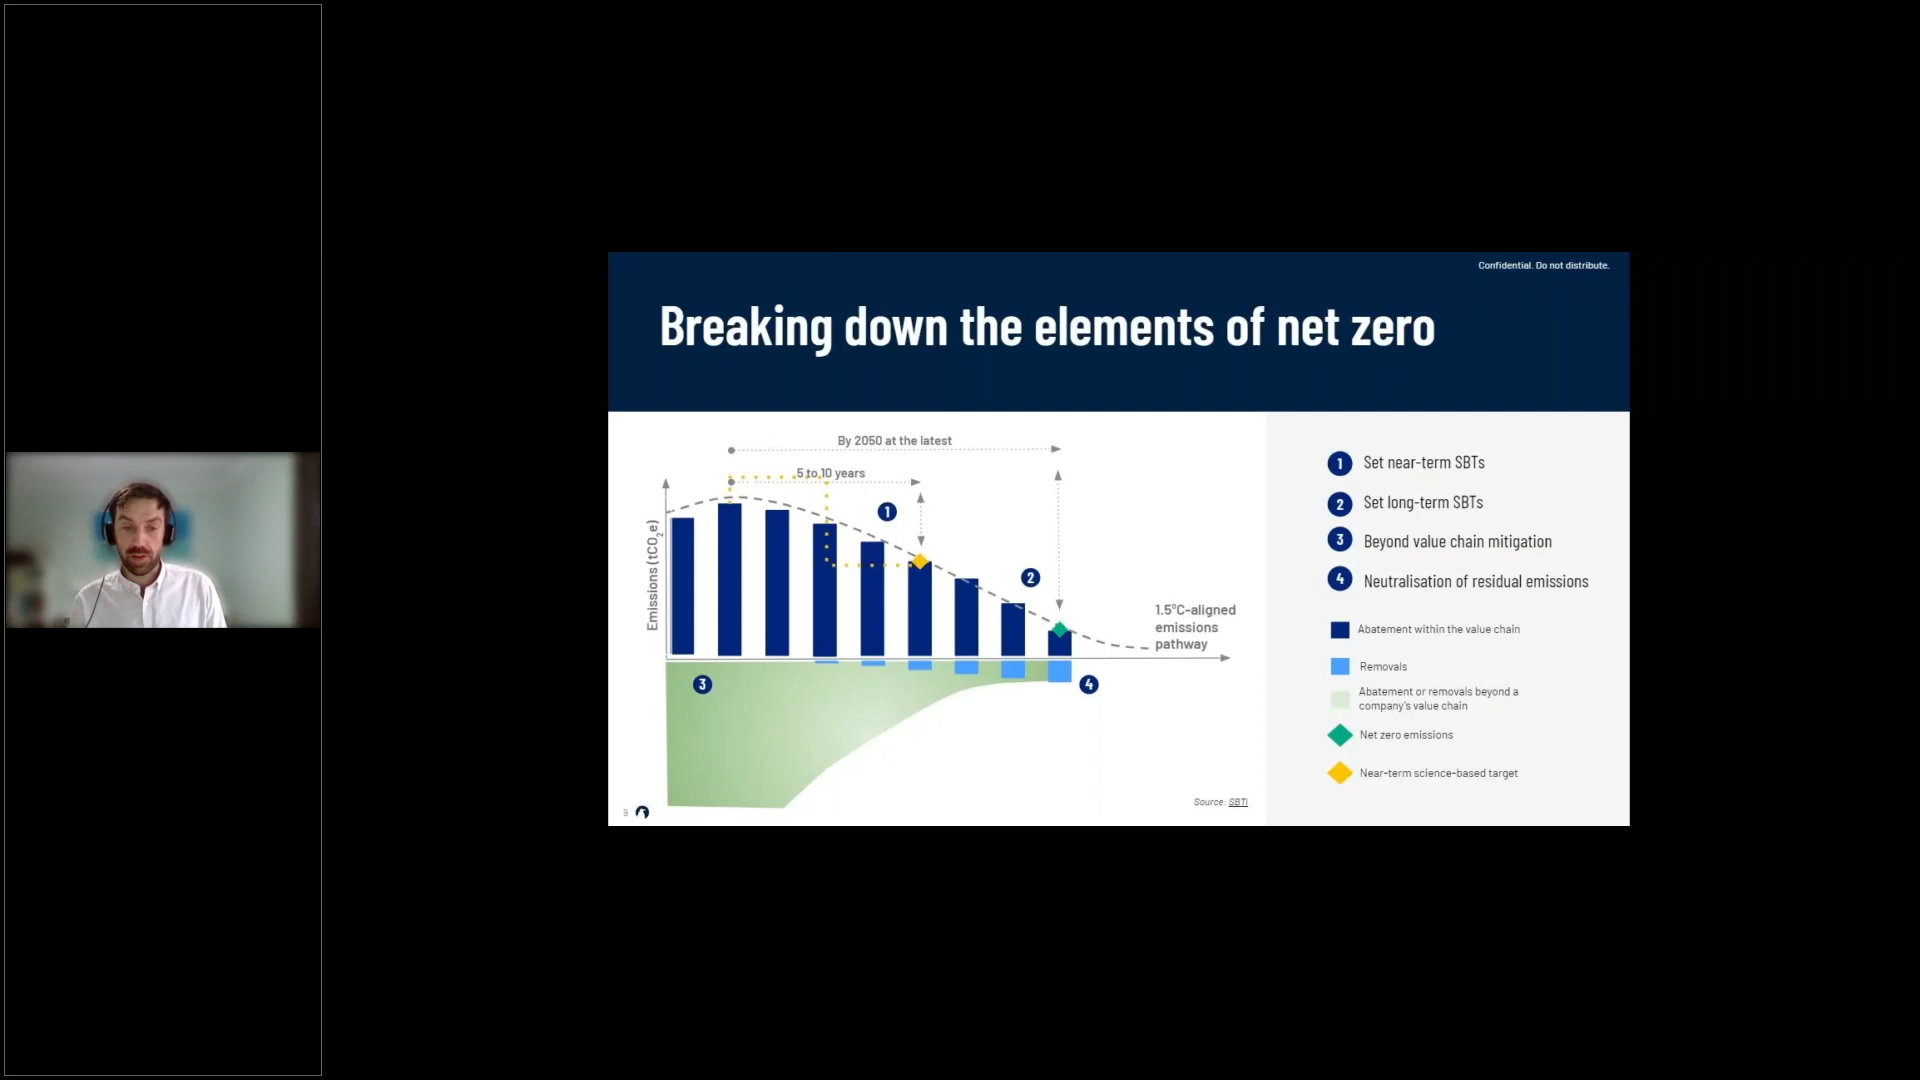 Confidential. Do not distribute.
Breaking down the elements of net zero
By 2050 at the latest
5 to 10 years
Emissions (tCO₂e)
1
2
3
4
1.5°C-aligned
emissions
pathway
Source: SBTi
9
1 Set near-term SBTs
2 Set long-term SBTs
3 Beyond value chain mitigation
4 Neutralisation of residual emissions
Abatement within the value chain
Removals
Abatement or removals beyond a
company's value chain
Net zero emissions
Near-term science-based target